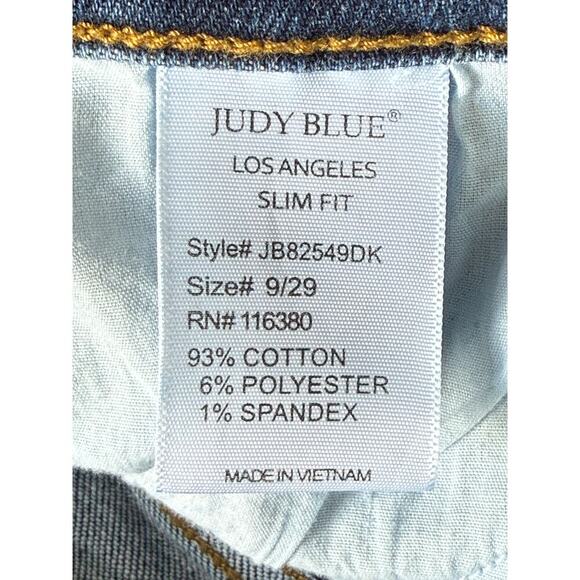 JUDY BLUE®
LOS ANGELES
SLIM FIT
Style# JB82549DK
Size# 9/29
RN# 116380
93% COTTON
6% POLYESTER
1% SPANDEX
MADE IN VIETNAM